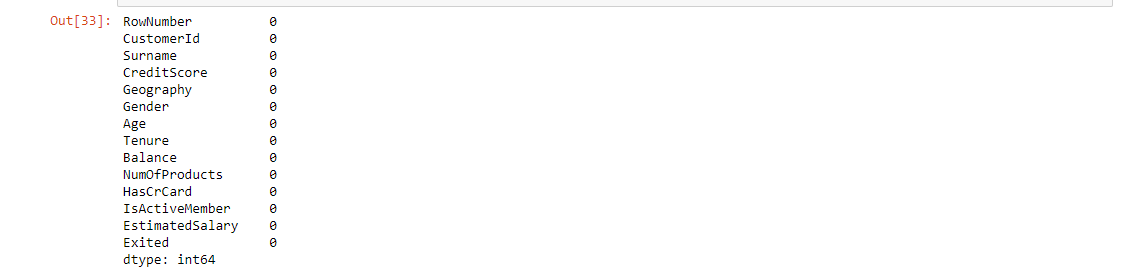 Out[33]: RowNumber 0
CustomerId 0
Surname 0
CreditScore 0
Geography 0
Gender 0
Age 0
Tenure 0
Balance 0
NumOfProducts 0
HasCrCard 0
IsActiveMember 0
EstimatedSalary 0
Exited 0
dtype: int64